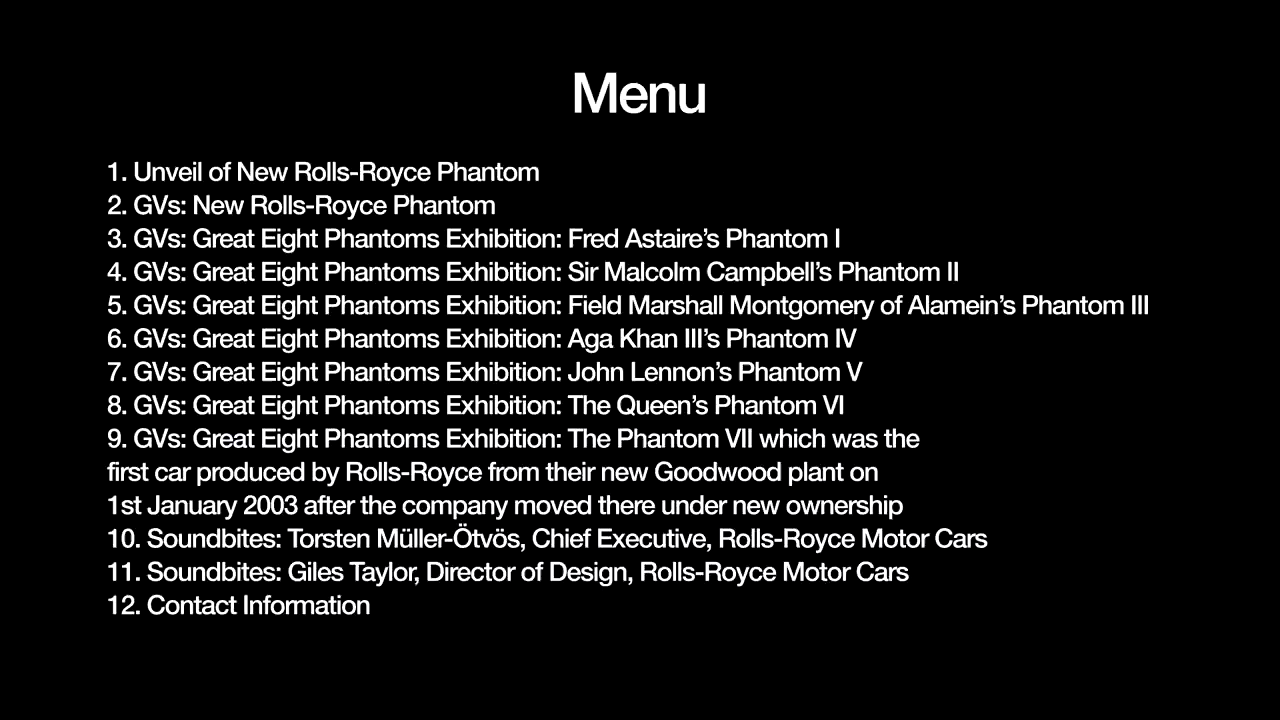 Menu
1. Unveil of New Rolls-Royce Phantom
2. GVs: New Rolls-Royce Phantom
3. GVs: Great Eight Phantoms Exhibition: Fred Astaire’s Phantom I
4. GVs: Great Eight Phantoms Exhibition: Sir Malcolm Campbell’s Phantom II
5. GVs: Great Eight Phantoms Exhibition: Field Marshall Montgomery of Alamein’s Phantom III
6. GVs: Great Eight Phantoms Exhibition: Aga Khan III’s Phantom IV
7. GVs: Great Eight Phantoms Exhibition: John Lennon’s Phantom V
8. GVs: Great Eight Phantoms Exhibition: The Queen’s Phantom VI
9. GVs: Great Eight Phantoms Exhibition: The Phantom VII which was the
first car produced by Rolls-Royce from their new Goodwood plant on
1st January 2003 after the company moved there under new ownership
10. Soundbites: Torsten Müller-Ötvös, Chief Executive, Rolls-Royce Motor Cars
11. Soundbites: Giles Taylor, Director of Design, Rolls-Royce Motor Cars
12. Contact Information